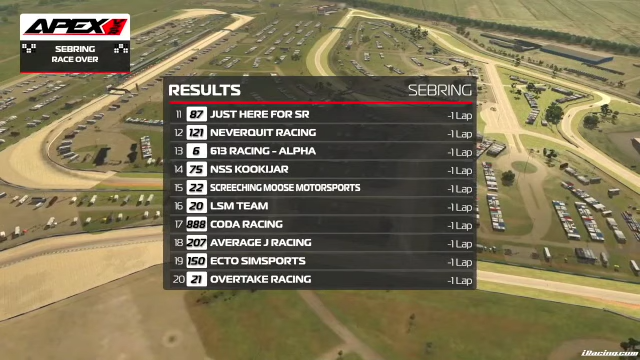 APEX
SEBRING
RACE OVER
RESULTS SEBRING
11 87 JUST HERE FOR SR -1 Lap
12 121 NEVERQUIT RACING -1 Lap
13 6 613 RACING - ALPHA -1 Lap
14 75 NSS KOOKIJAR -1 Lap
15 22 SCREECHING MOOSE MOTORSPORTS -1 Lap
16 20 LSM TEAM -1 Lap
17 888 CODA RACING -1 Lap
18 207 AVERAGE J RACING -1 Lap
19 150 ECTO SIMSPORTS -1 Lap
20 21 OVERTAKE RACING -1 Lap
iRacing.com